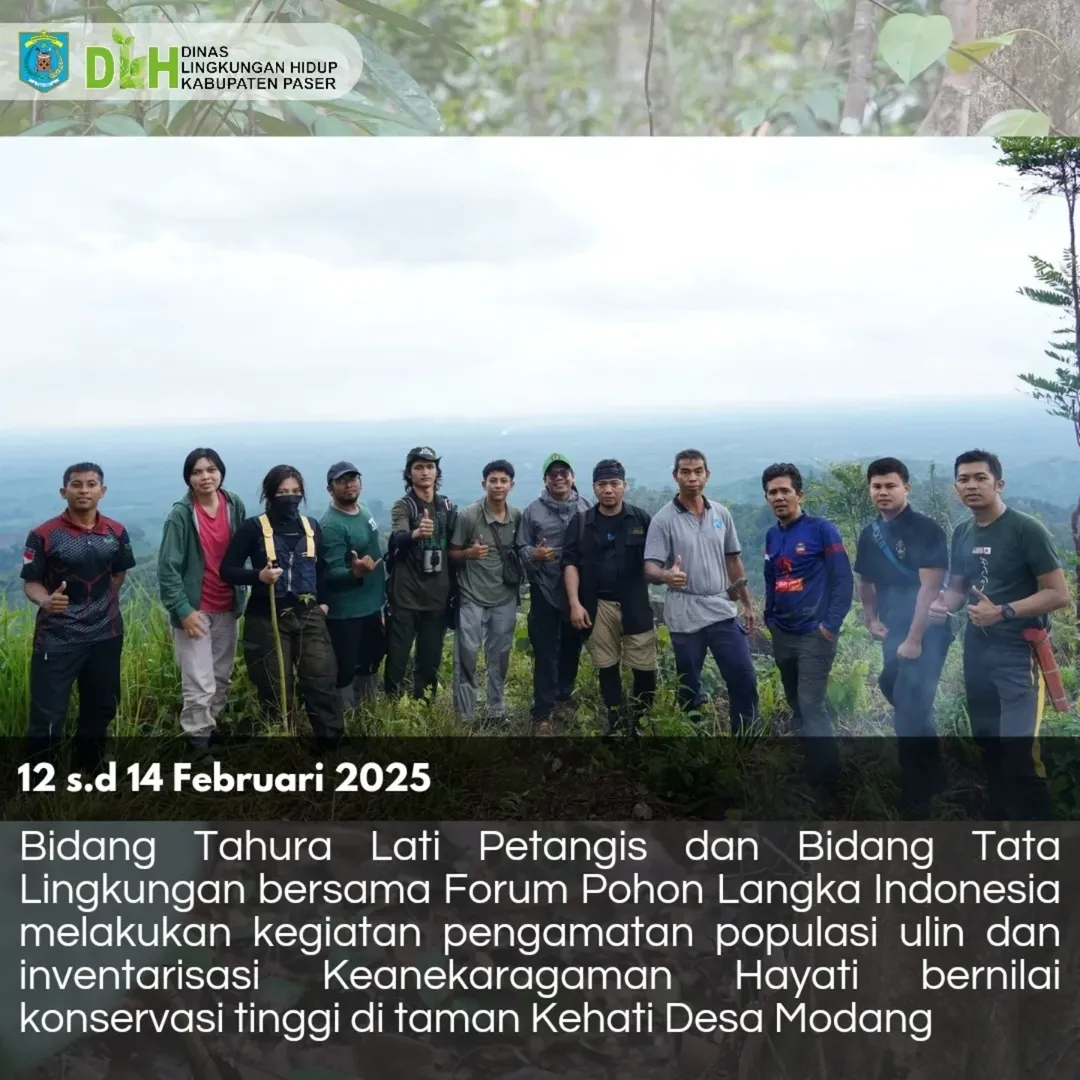 DLH
DINAS
LINGKUNGAN HIDUP
KABUPATEN PASER
12 s.d 14 Februari 2025
Bidang Tahura Lati Petangis dan Bidang Tata
Lingkungan bersama Forum Pohon Langka Indonesia
melakukan kegiatan pengamatan populasi ulin dan
inventarisasi Keanekaragaman Hayati bernilai
konservasi tinggi di taman Kehati Desa Modang